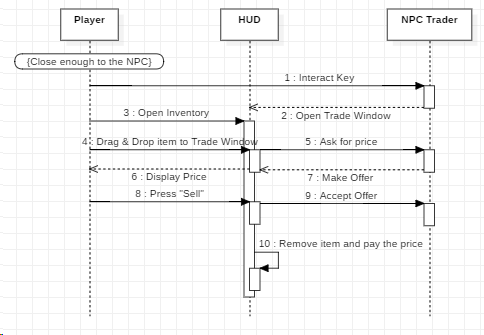 Player
HUD
NPC Trader
{Close enough to the NPC}
1 : Interact Key
2 : Open Trade Window
3 : Open Inventory
4 : Drag & Drop item to Trade Window
5 : Ask for price
6 : Display Price
7 : Make Offer
8 : Press "Sell"
9 : Accept Offer
10 : Remove item and pay the price